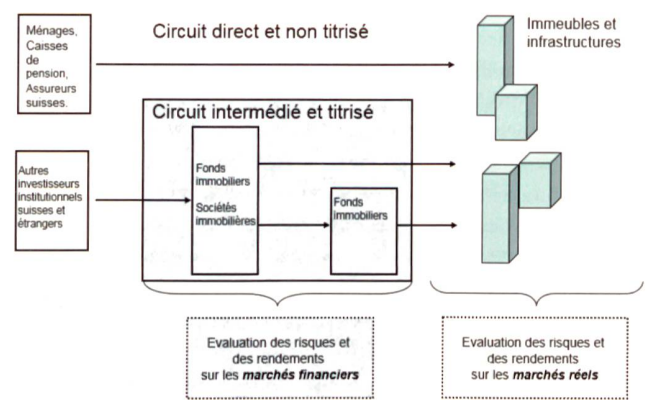 Ménages,
Caisses
de
pension,
Assureurs
suisses.
Circuit direct et non titrisé
Immeubles et
infrastructures
Circuit intermédié et titrisé
Autres
investisseurs
institutionnels
suisses et
étrangers
Fonds
immobiliers
Sociétés
immobilières
Fonds
immobiliers
Evaluation des risques et
des rendements
sur les marchés financiers
Evaluation des risques et
des rendements
sur les marchés réels